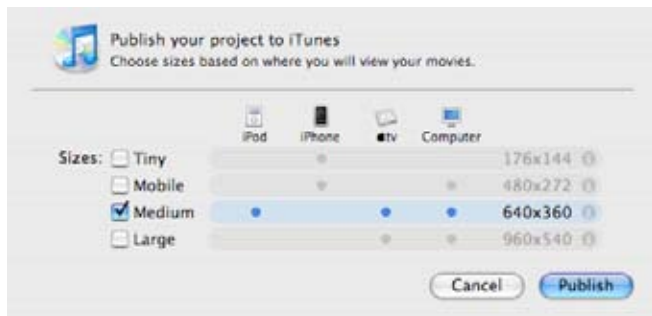 Publish your project to iTunes
Choose sizes based on where you will view your movies.
iPod iPhone tv Computer
Sizes: Tiny 176x144
Mobile 480x272
Medium 640x360
Large 960x540
Cancel Publish